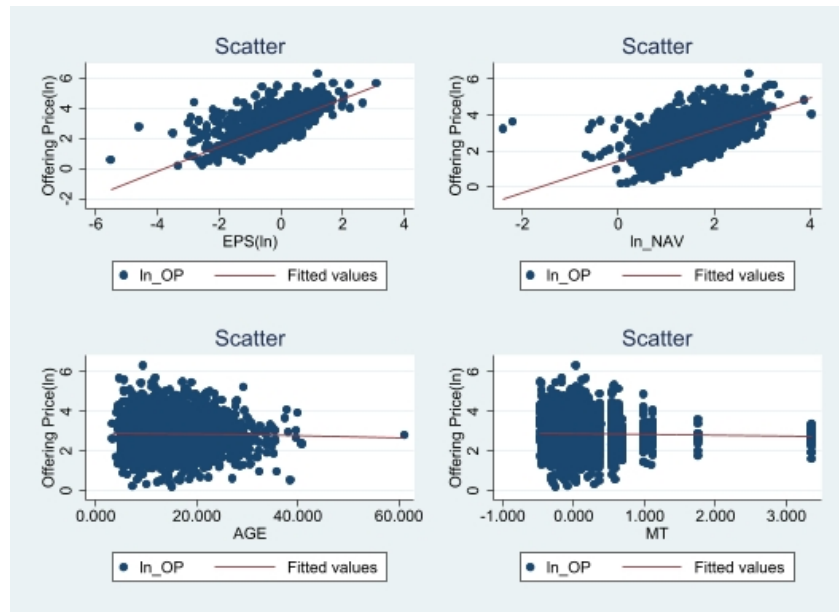 Scatter
Offering Price(ln)
6
4
2
0
-2
-6 -4 -2 0 2 4
EPS(ln)
ln_OP Fitted values
Scatter
Offering Price(ln)
6
4
2
0
-2 0 2 4
ln_NAV
ln_OP Fitted values
Scatter
Offering Price(ln)
6
4
2
0
0.000 20.000 40.000 60.000
AGE
ln_OP Fitted values
Scatter
Offering Price(ln)
6
4
2
0
-1.000 0.000 1.000 2.000 3.000
MT
ln_OP Fitted values